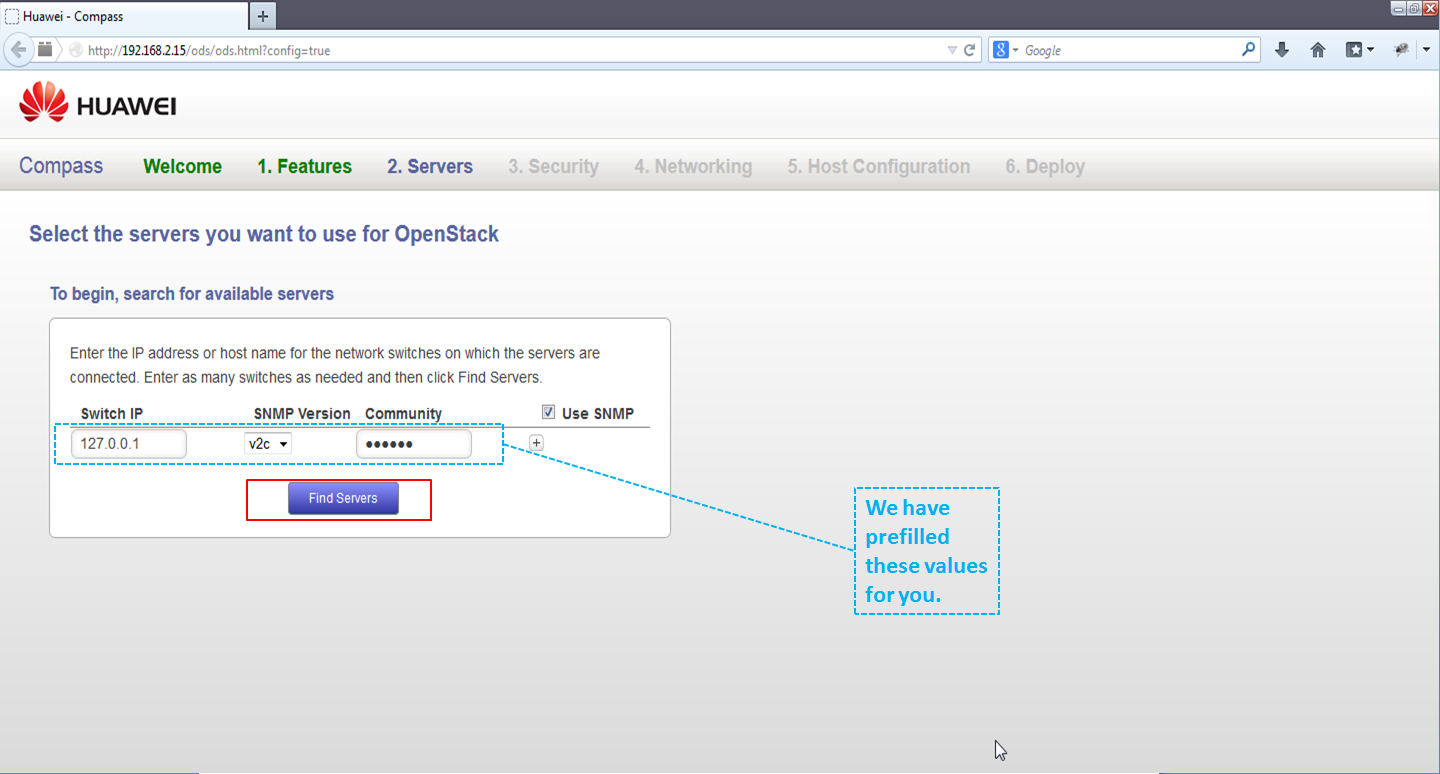 Huawei - Compass
http://192.168.2.15/ods/ods.html?config=true
Google
HUAWEI
Compass Welcome 1. Features 2. Servers 3. Security 4. Networking 5. Host Configuration 6. Deploy
Select the servers you want to use for OpenStack
To begin, search for available servers
Enter the IP address or host name for the network switches on which the servers are
connected. Enter as many switches as needed and then click Find Servers.
Switch IP SNMP Version Community Use SNMP
127.0.0.1 v2c ••••••
Find Servers
We have
prefilled
these values
for you.